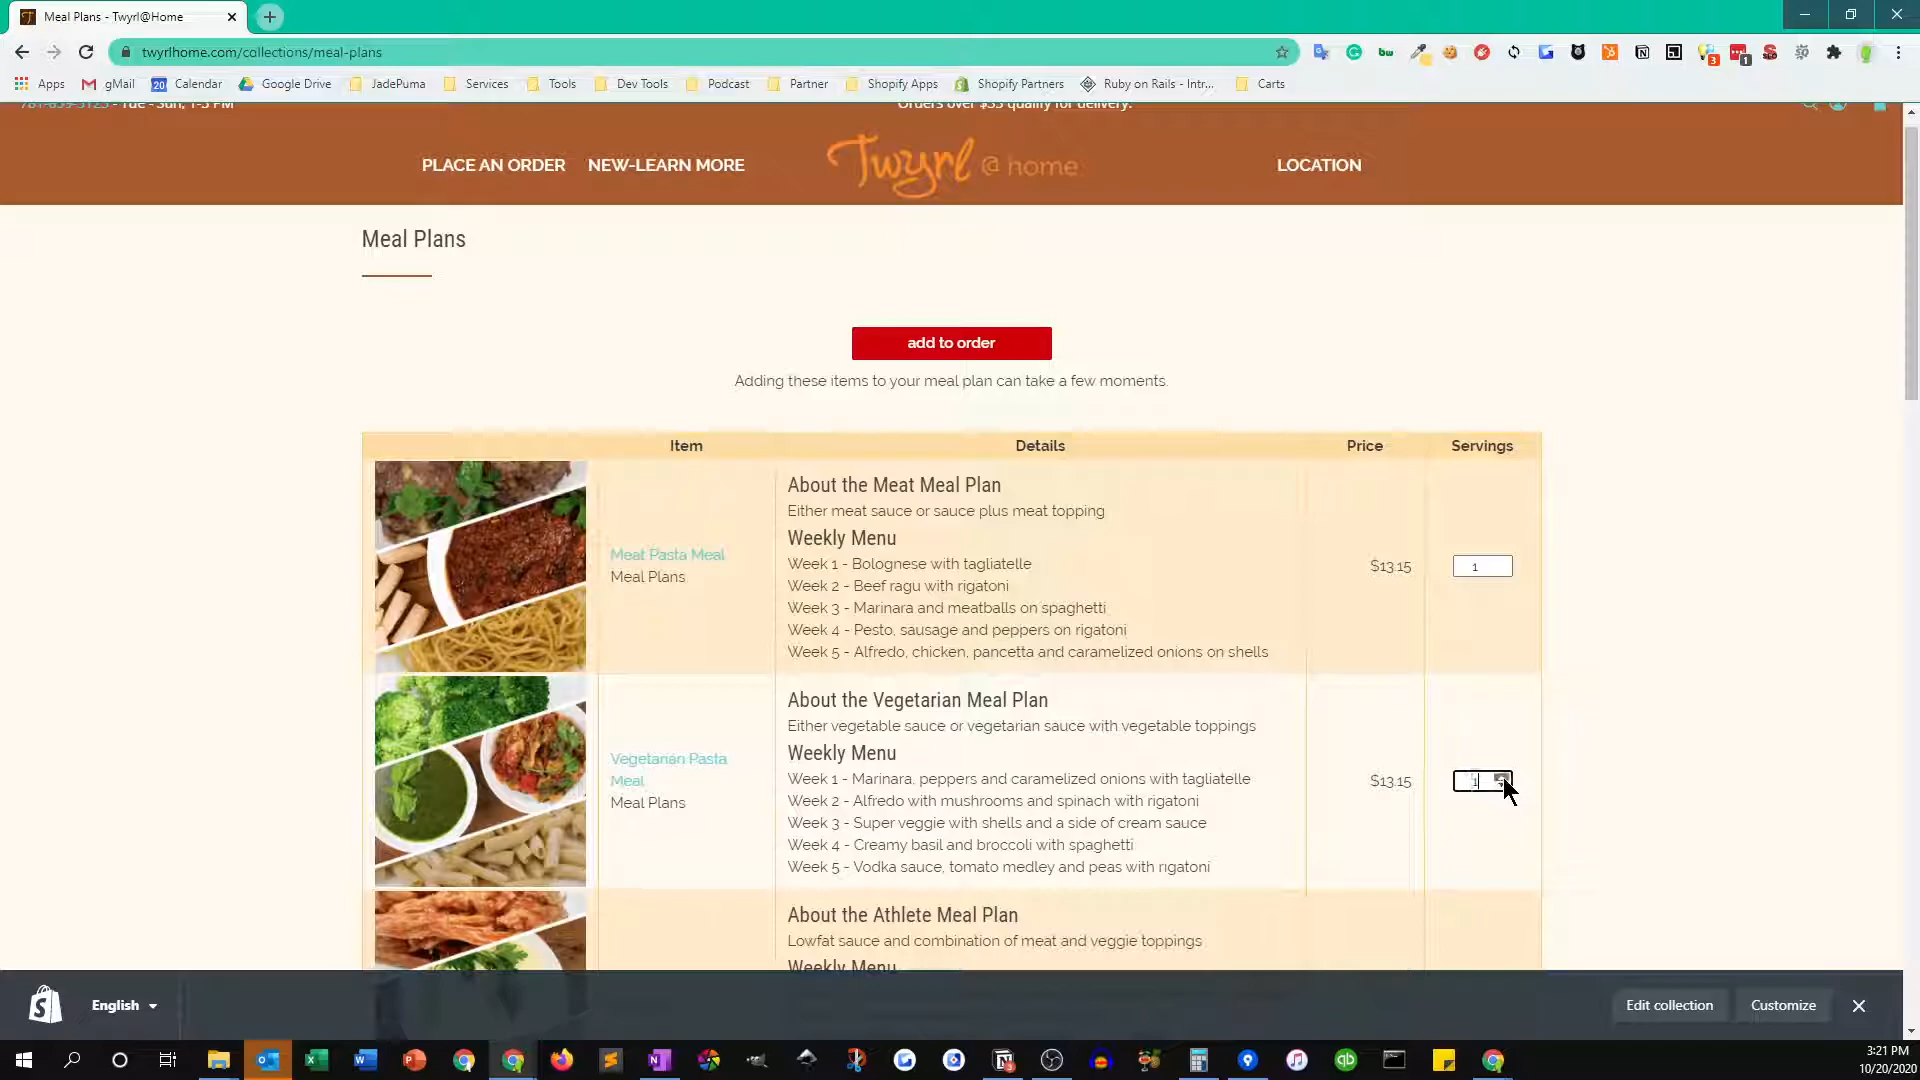 Meal Plans - Twyrl@Home
twyrlhome.com/collections/meal-plans
Apps
gMail
20
Calendar
Google Drive
JadePuma
Services
Tools
Dev Tools
Podcast
Partner
Shopify Apps
Shopify Partners
Ruby on Rails - Intr...
Carts
Orders over $35 qualify for delivery.
PLACE AN ORDER
NEW-LEARN MORE
Twyrl @ home
LOCATION
Meal Plans
add to order
Adding these items to your meal plan can take a few moments.
Item
Details
Price
Servings
About the Meat Meal Plan
Either meat sauce or sauce plus meat topping
Weekly Menu
Week 1 - Bolognese with tagliatelle
Week 2 - Beef ragu with rigatoni
Week 3 - Marinara and meatballs on spaghetti
Week 4 - Pesto, sausage and peppers on rigatoni
Week 5 - Alfredo, chicken, pancetta and caramelized onions on shells
Meat Pasta Meal
Meal Plans
$13.15
1
About the Vegetarian Meal Plan
Either vegetable sauce or vegetarian sauce with vegetable toppings
Weekly Menu
Week 1 - Marinara, peppers and caramelized onions with tagliatelle
Week 2 - Alfredo with mushrooms and spinach with rigatoni
Week 3 - Super veggie with shells and a side of cream sauce
Week 4 - Creamy basil and broccoli with spaghetti
Week 5 - Vodka sauce, tomato medley and peas with rigatoni
Vegetarian Pasta
Meal
Meal Plans
$13.15
1
About the Athlete Meal Plan
Lowfat sauce and combination of meat and veggie toppings
Weekly Menu
English
Edit collection
Customize
3:21 PM
10/20/2020